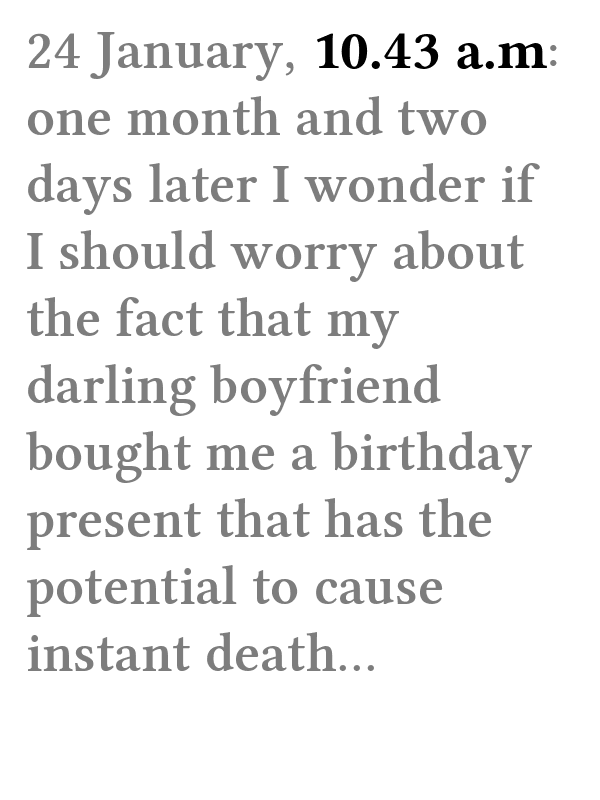 24 January, 10.43 a.m:
one month and two
days later I wonder if
I should worry about
the fact that my
darling boyfriend
bought me a birthday
present that has the
potential to cause
instant death...